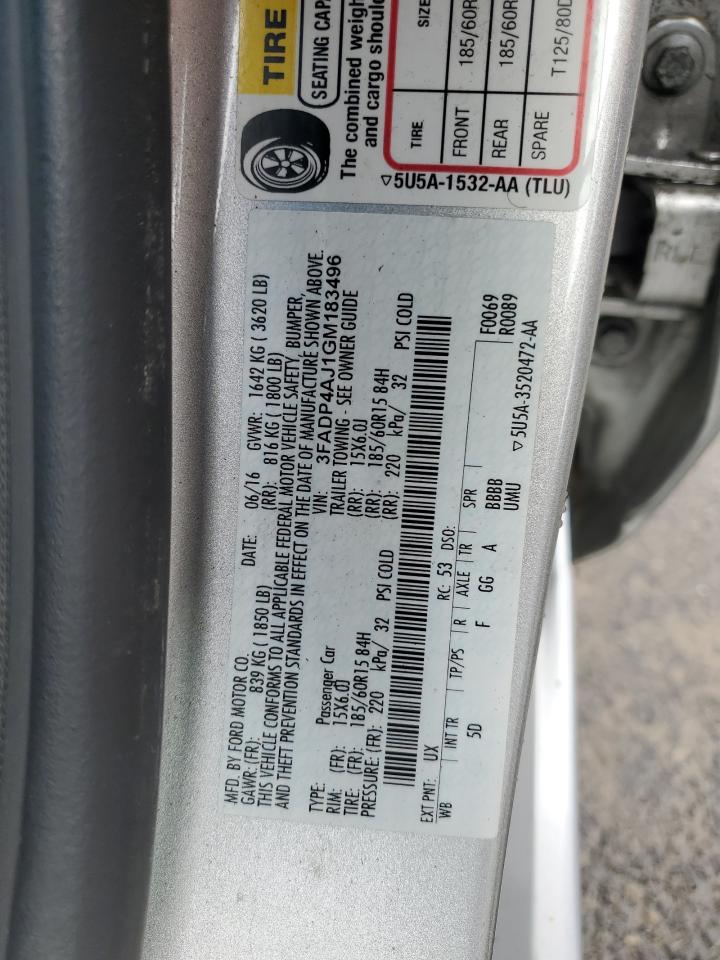 TIRE
SEATING CAP
The combined weigh
and cargo shoul
TIRE SIZE
FRONT 185/60R
REAR 185/60R
SPARE T125/80D
▽5U5A-1532-AA (TLU)
MFD. BY FORD MOTOR CO. DATE: 06/16 GVWR: 1642 KG ( 3620 LB)
GAWR: (FR): 839 KG ( 1850 LB) (RR): 816 KG ( 1800 LB)
THIS VEHICLE CONFORMS TO ALL APPLICABLE FEDERAL MOTOR VEHICLE SAFETY, BUMPER,
AND THEFT PREVENTION STANDARDS IN EFFECT ON THE DATE OF MANUFACTURE SHOWN ABOVE.
VIN: 3FADP4AJ1GM183496
TYPE: Passenger Car TRAILER TOWING - SEE OWNER GUIDE
RIM: (FR): 15X6.0J (RR): 15X6.0J
TIRE: (FR): 185/60R15 84H (RR): 185/60R15 84H
PRESSURE: (FR): 220 kPa/ 32 PSI COLD (RR): 220 kPa/ 32 PSI COLD
EXT PNT: UX RC: 53 DSO: F0069
WB INT TR TP/PS R AXLE TR SPR R0089
5D F GG A BBBB
UMU
▽5U5A-3520472-AA
RLE